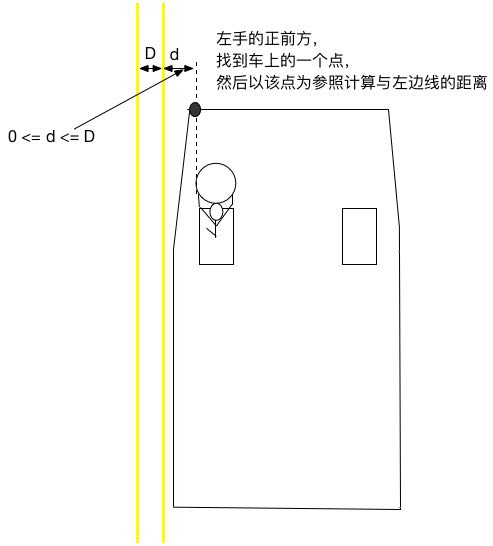 左手的正前方，
找到车上的一个点，
然后以该点为参照计算与左边线的距离
D
d
0 <= d <= D